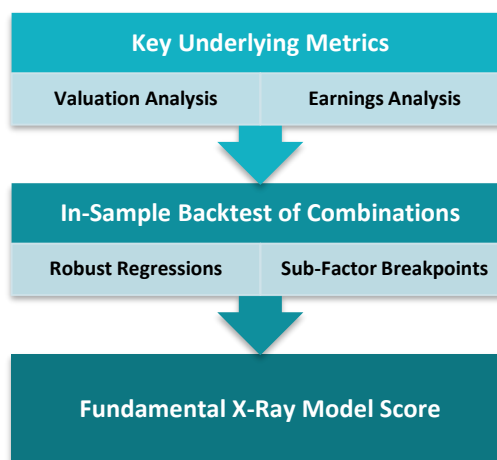 Key Underlying Metrics
Valuation Analysis
Earnings Analysis
In-Sample Backtest of Combinations
Robust Regressions
Sub-Factor Breakpoints
Fundamental X-Ray Model Score